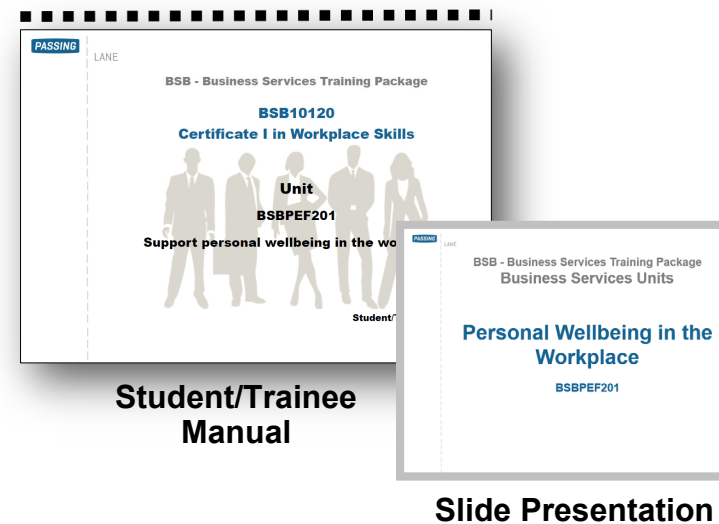 PASSING
LANE
BSB - Business Services Training Package
BSB10120
Certificate I in Workplace Skills
Unit
BSBPEF201
Support personal wellbeing in the wo
Student/
Student/Trainee
Manual
PASSING
LANE
BSB - Business Services Training Package
Business Services Units
Personal Wellbeing in the
Workplace
BSBPEF201
Slide Presentation